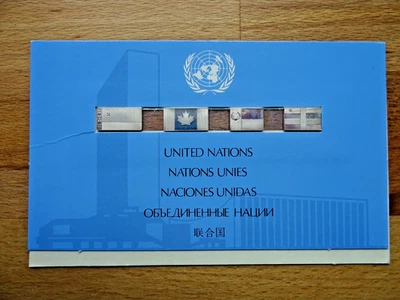 UNITED NATIONS
NATIONS UNIES
NACIONES UNIDAS
ОБЪЕДИНЕННЫЕ НАЦИИ
联合国